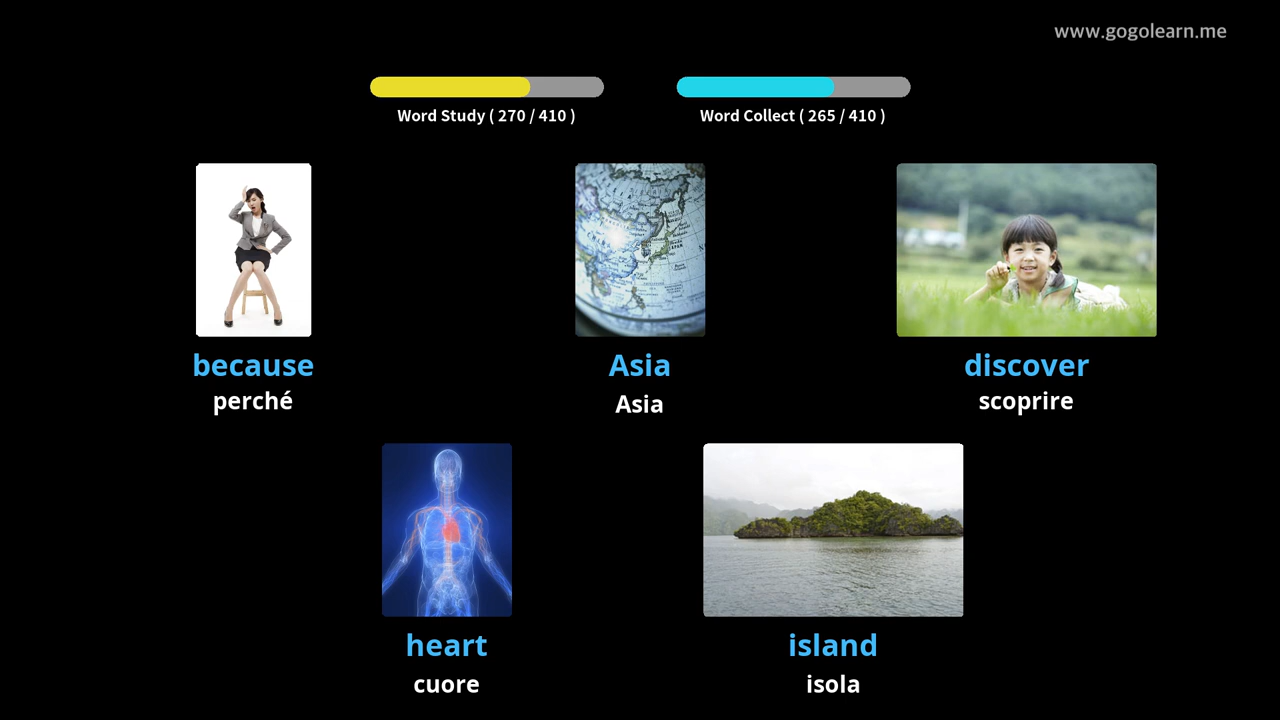 www.gogolearn.me
Word Study ( 270 / 410 )
Word Collect ( 265 / 410 )
because
perché
Asia
Asia
discover
scoprire
heart
cuore
island
isola